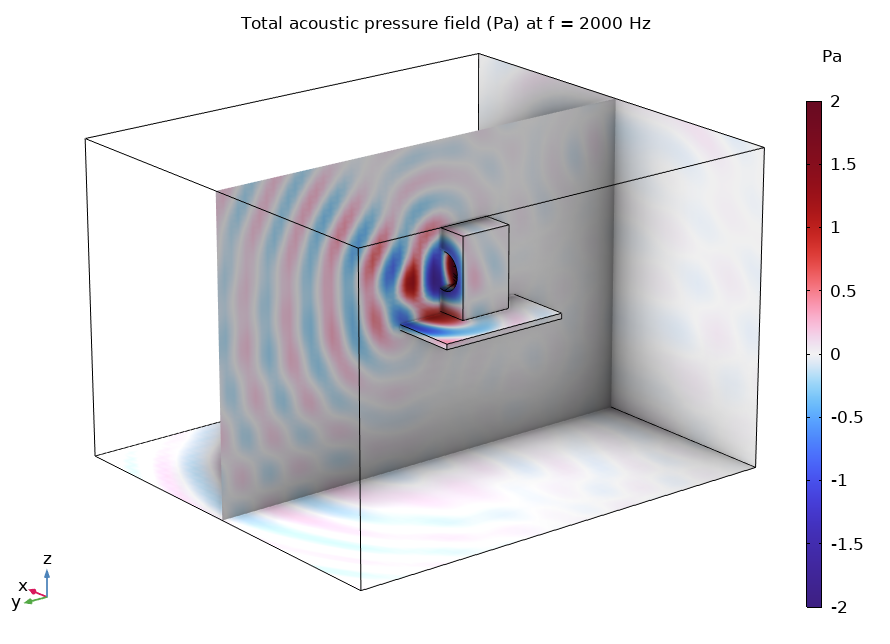 Total acoustic pressure field (Pa) at f = 2000 Hz
Pa
2
1.5
1
0.5
0
-0.5
-1
-1.5
-2
z
x
y